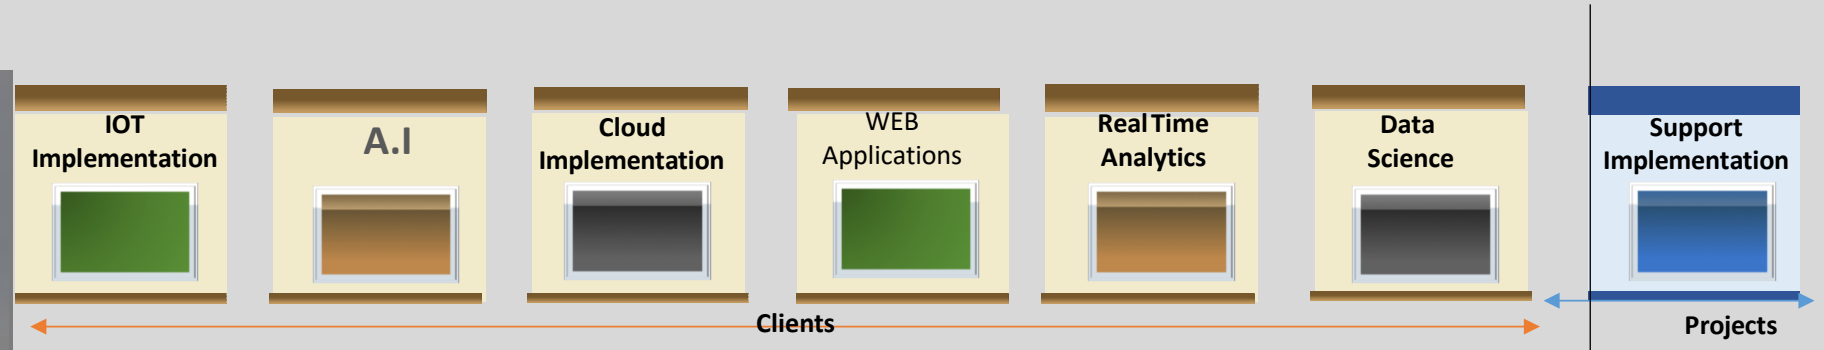 IOT
Implementation
A.I
Cloud
Implementation
WEB
Applications
Real Time
Analytics
Data
Science
Support
Implementation
Clients
Projects